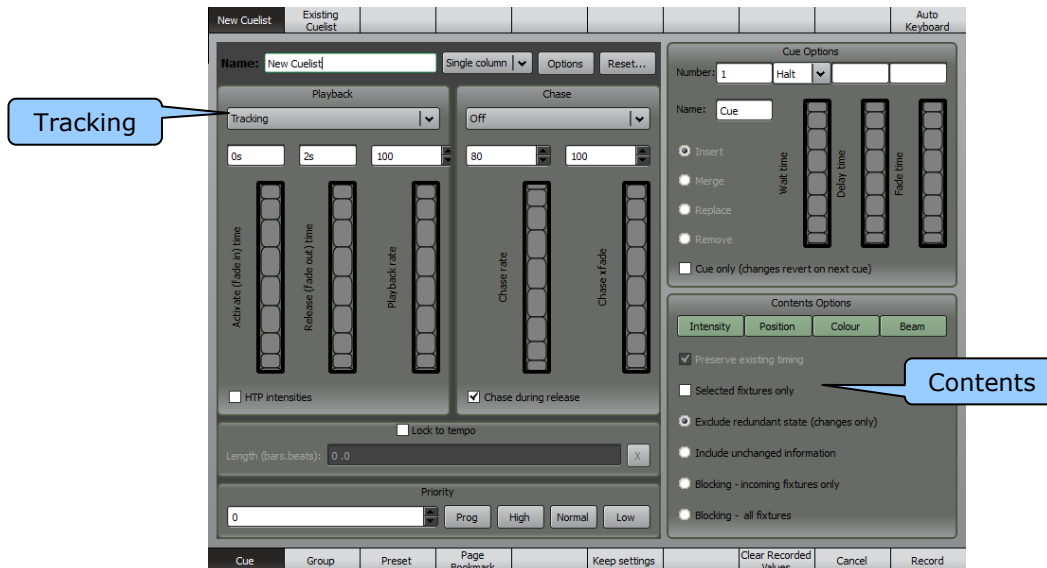 New Cuelist
Existing Cuelist
Auto Keyboard
Name: New Cuelist Single column Options Reset...
Tracking
Playback
Tracking
0s 2s 100
Activate (fade in) time
Release (fade out) time
Playback rate
HTP intensities
Chase
Off
80 100
Chase rate
Chase xfade
Chase during release
Lock to tempo
Length (bars.beats): 0 .0 X
Priority
0 Prog High Normal Low
Cue Options
Number: 1 Halt
Name: Cue
Insert
Merge
Replace
Remove
Wait time
Delay time
Fade time
Cue only (changes revert on next cue)
Contents Options
Intensity Position Colour Beam
Preserve existing timing
Selected fixtures only
Contents
Exclude redundant state (changes only)
Include unchanged information
Blocking - incoming fixtures only
Blocking - all fixtures
Cue
Group
Preset
Page Bookmark
Keep settings
Clear Recorded Values
Cancel
Record